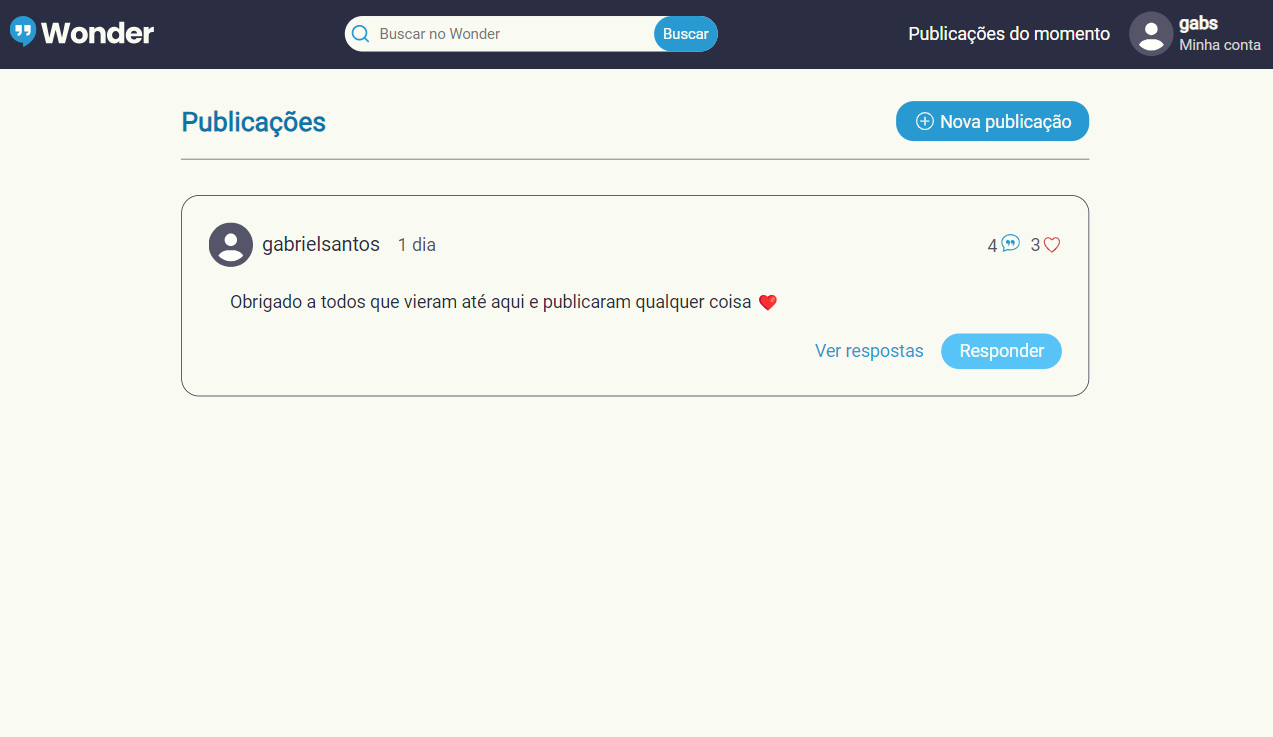 Wonder
Buscar no Wonder
Buscar
Publicações do momento
gabs
Minha conta
Publicações
Nova publicação
gabrielsantos 1 dia
4 3
Obrigado a todos que vieram até aqui e publicaram qualquer coisa ❤️
Ver respostas
Responder